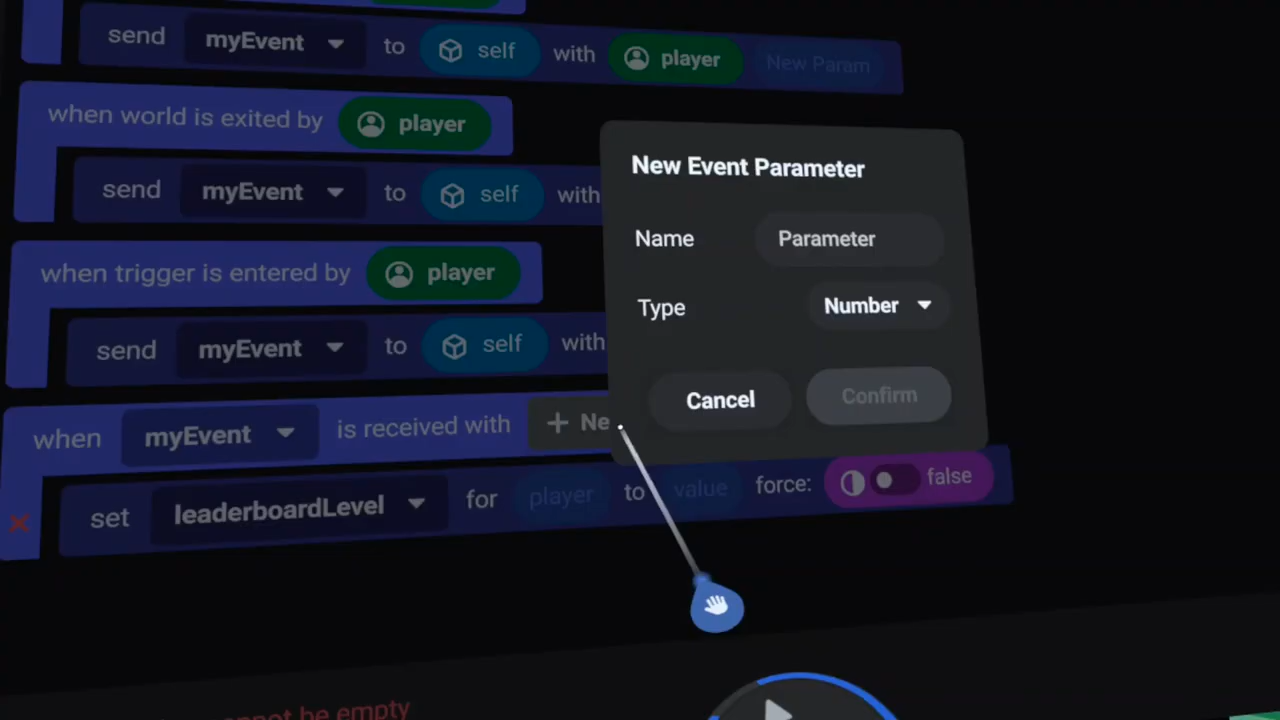 send myEvent to self with player New Param
when world is exited by player
send myEvent to self with
when trigger is entered by player
send myEvent to self with
when myEvent is received with + Ne
set leaderboardLevel for player to value force: false
New Event Parameter
Name Parameter
Type Number
Cancel Confirm
cannot be empty